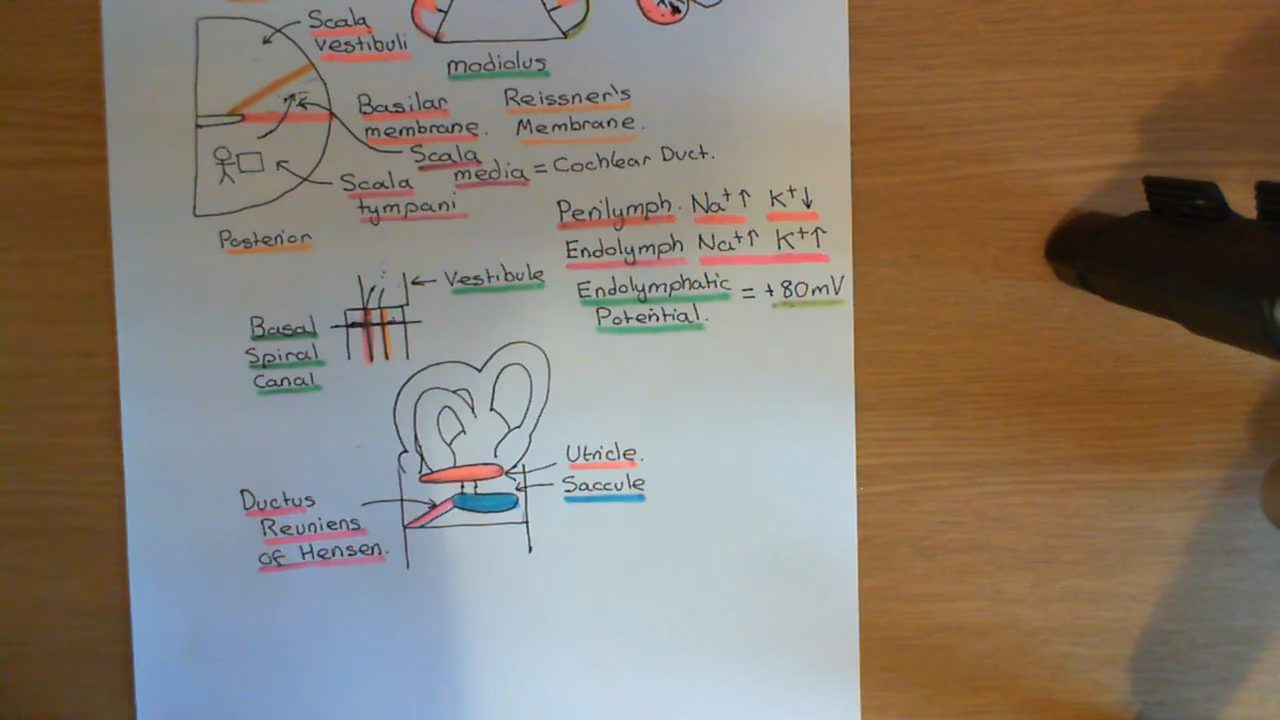 Scala
vestibuli
modiolus
Basilar
membrane.
Reissner's
Membrane.
Scala
media = Cochlear Duct.
Scala
tympani
Posterior
Perilymph. Na⁺↑ K⁺↓
Endolymph Na⁺↑ K⁺↑
Endolymphatic
Potential. = +80mV
Vestibule
Basal
Spiral
Canal
Utricle.
Saccule
Ductus
Reuniens
of Hensen.